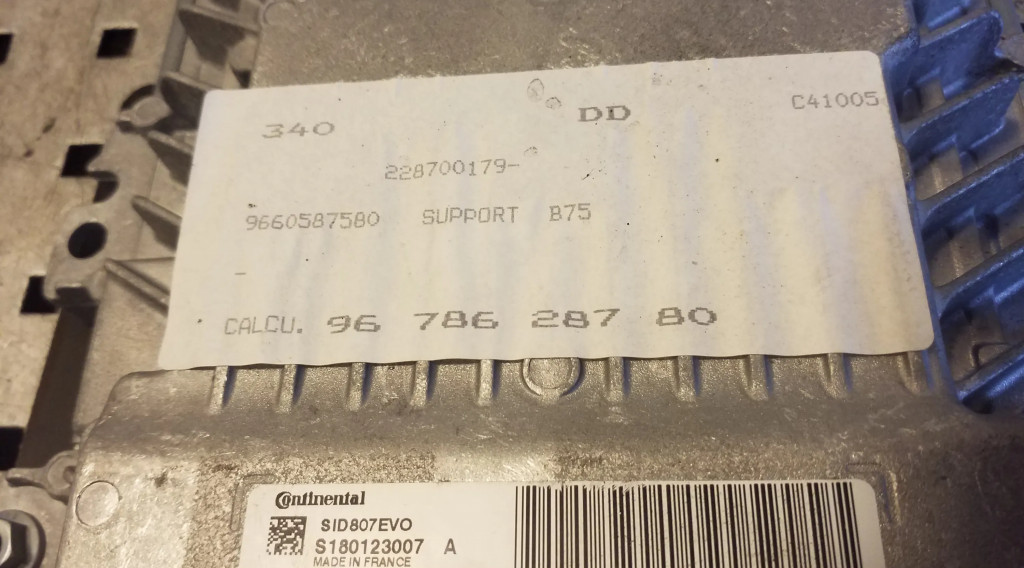 340 DD C41005
228700179-
9660587580 SUPPORT B75
-
CALCU. 96 786 287 80
Continental
SID807EVO
S180123007 A
MADE IN FRANCE